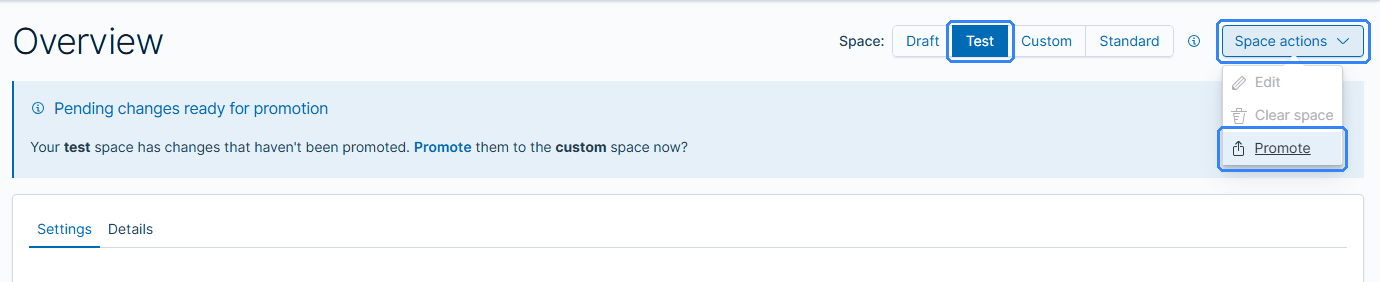 Overview
Space: Draft Test Custom Standard Space actions
Edit
Clear space
Promote
Pending changes ready for promotion
Your test space has changes that haven't been promoted. Promote them to the custom space now?
Settings Details